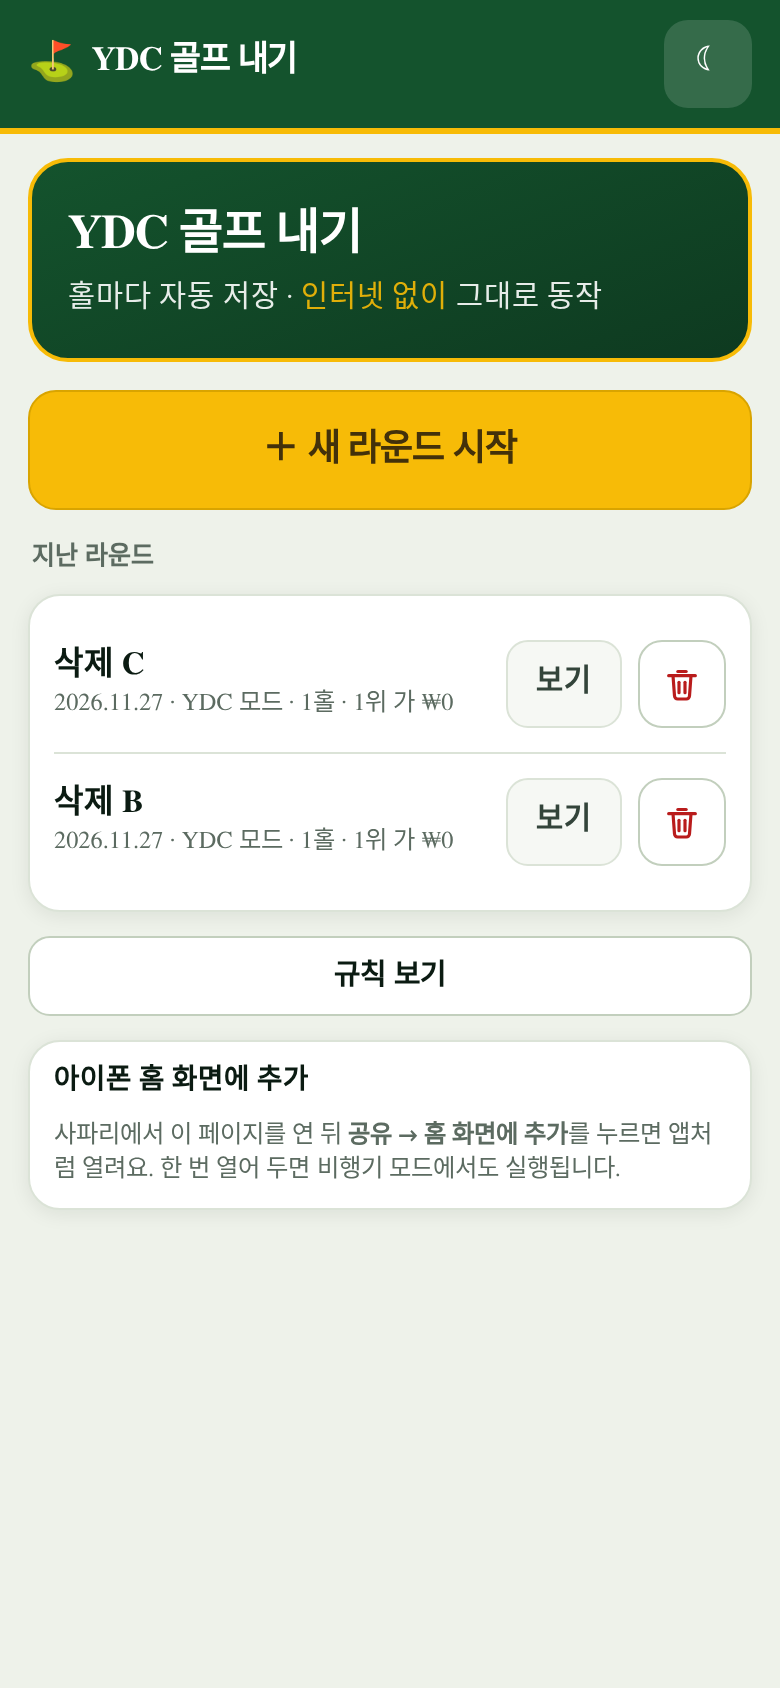 YDC 골프 내기
YDC 골프 내기
홀마다 자동 저장 · 인터넷 없이 그대로 동작
+ 새 라운드 시작
지난 라운드
삭제 C
2026.11.27 · YDC 모드 · 1홀 · 1위 가 ₩0
보기
삭제 B
2026.11.27 · YDC 모드 · 1홀 · 1위 가 ₩0
보기
규칙 보기
아이폰 홈 화면에 추가
사파리에서 이 페이지를 연 뒤 공유 → 홈 화면에 추가를 누르면 앱처
럼 열려요. 한 번 열어 두면 비행기 모드에서도 실행됩니다.